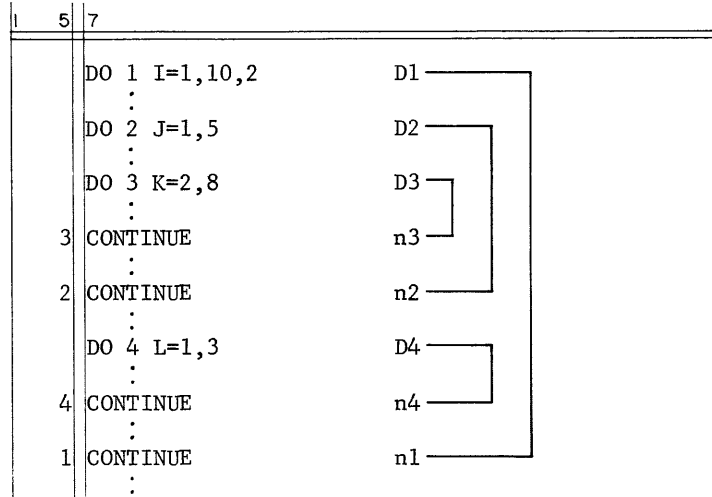 1 5 7
DO 1 I=1,10,2 D1
DO 2 J=1,5 D2
DO 3 K=2,8 D3
3 CONTINUE n3
2 CONTINUE n2
DO 4 L=1,3 D4
4 CONTINUE n4
1 CONTINUE n1